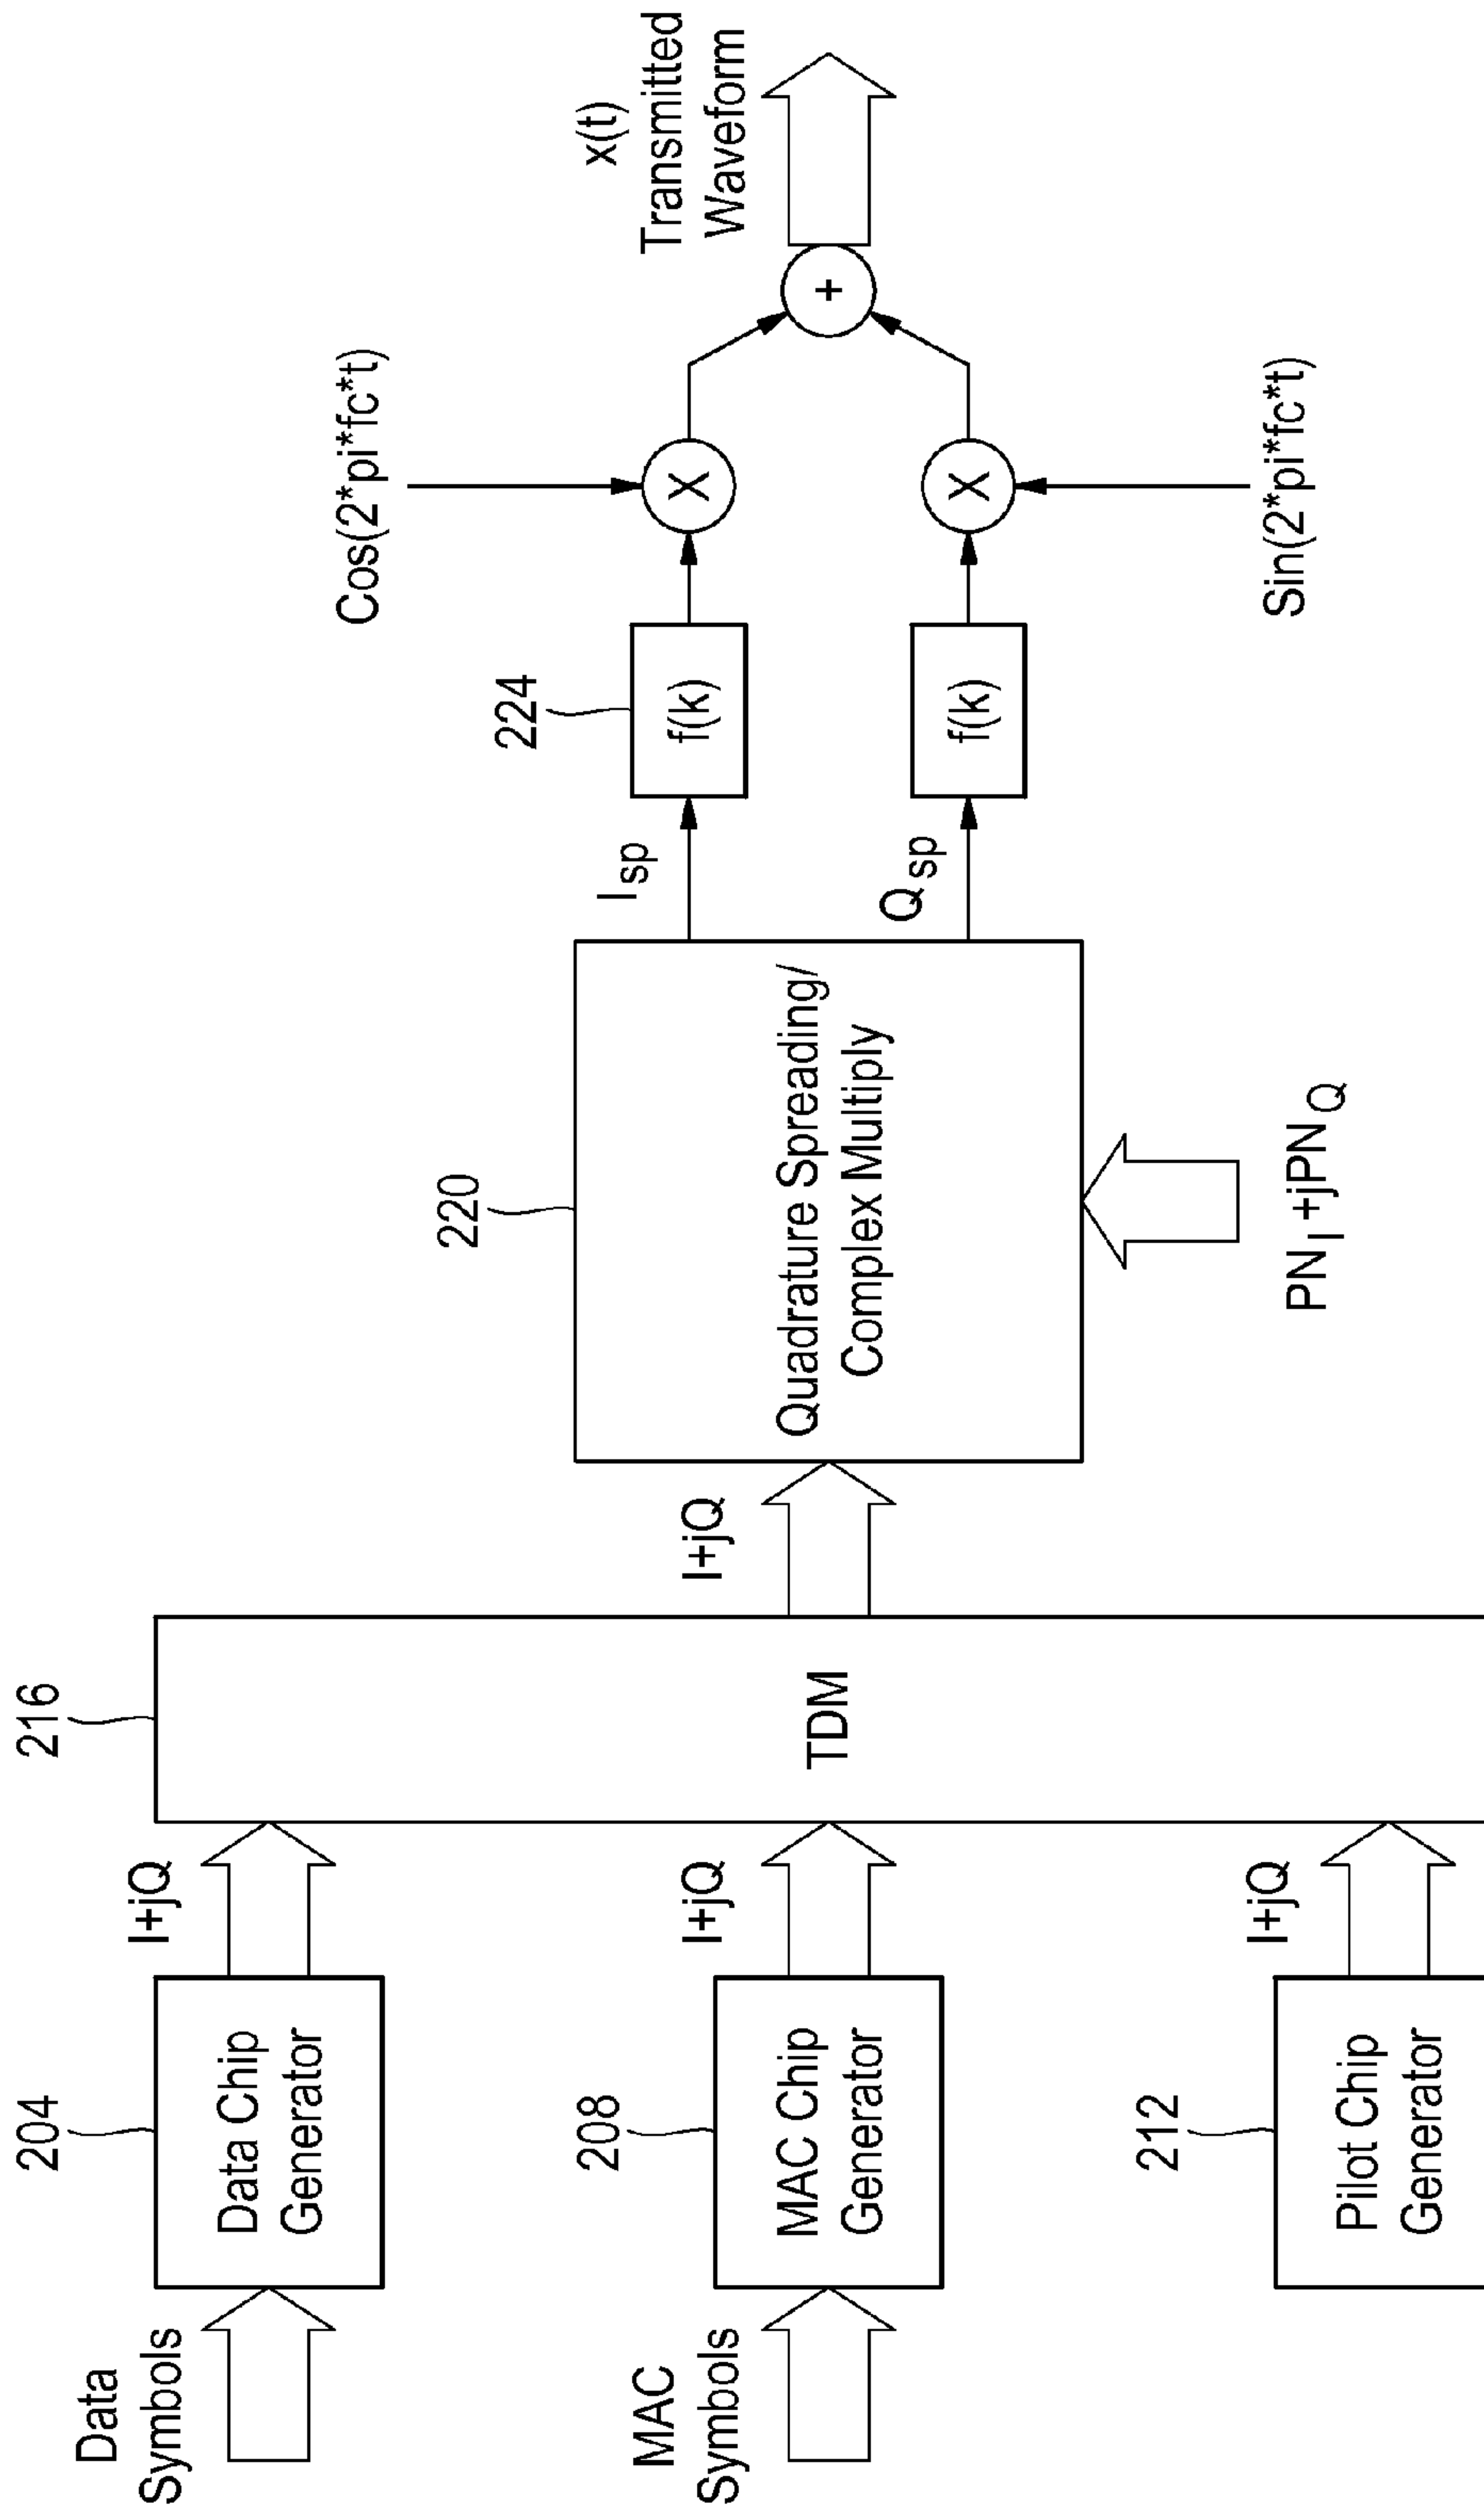 Data
Symbols
204
Data Chip
Generator
I+jQ
MAC
Symbols
208
MAC Chip
Generator
I+jQ
212
Pilot Chip
Generator
I+jQ
216
TDM
I+jQ
220
Quadrature Spreading/
Complex Multiply
PN_I+jPN_Q
I_sp
Q_sp
224
f(k)
f(k)
Cos(2*pi*fc*t)
X
X
Sin(2*pi*fc*t)
+
x(t)
Transmitted
Waveform